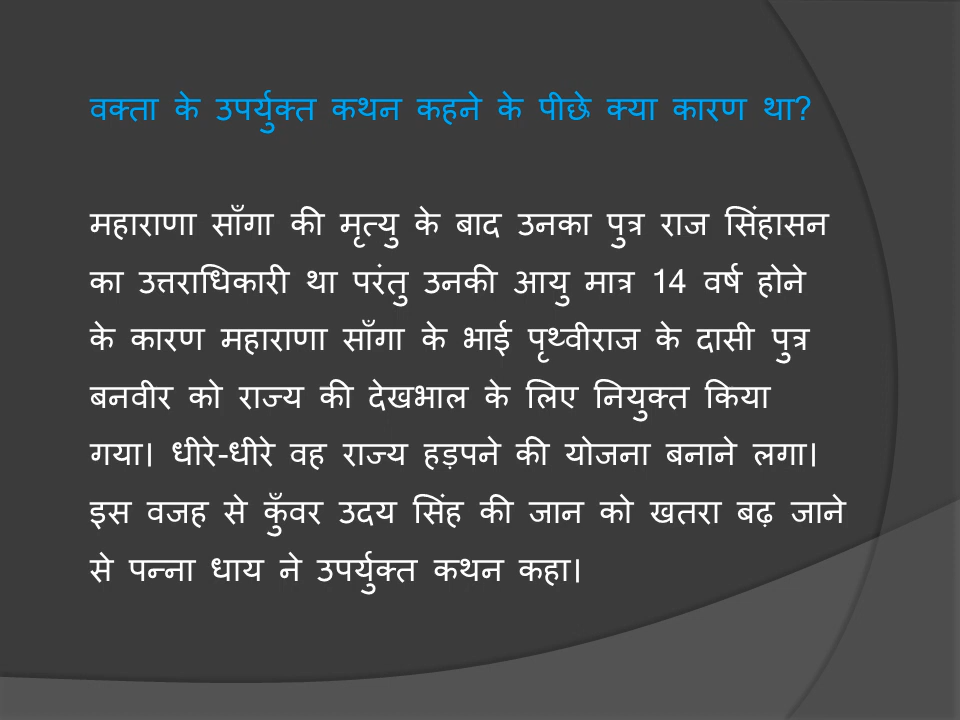 वक्ता के उपर्युक्त कथन कहने के पीछे क्या कारण था?
महाराणा साँगा की मृत्यु के बाद उनका पुत्र राज सिंहासन
का उत्तराधिकारी था परंतु उनकी आयु मात्र 14 वर्ष होने
के कारण महाराणा साँगा के भाई पृथ्वीराज के दासी पुत्र
बनवीर को राज्य की देखभाल के लिए नियुक्त किया
गया। धीरे-धीरे वह राज्य हड़पने की योजना बनाने लगा।
इस वजह से कुँवर उदय सिंह की जान को खतरा बढ़ जाने
से पन्ना धाय ने उपर्युक्त कथन कहा।